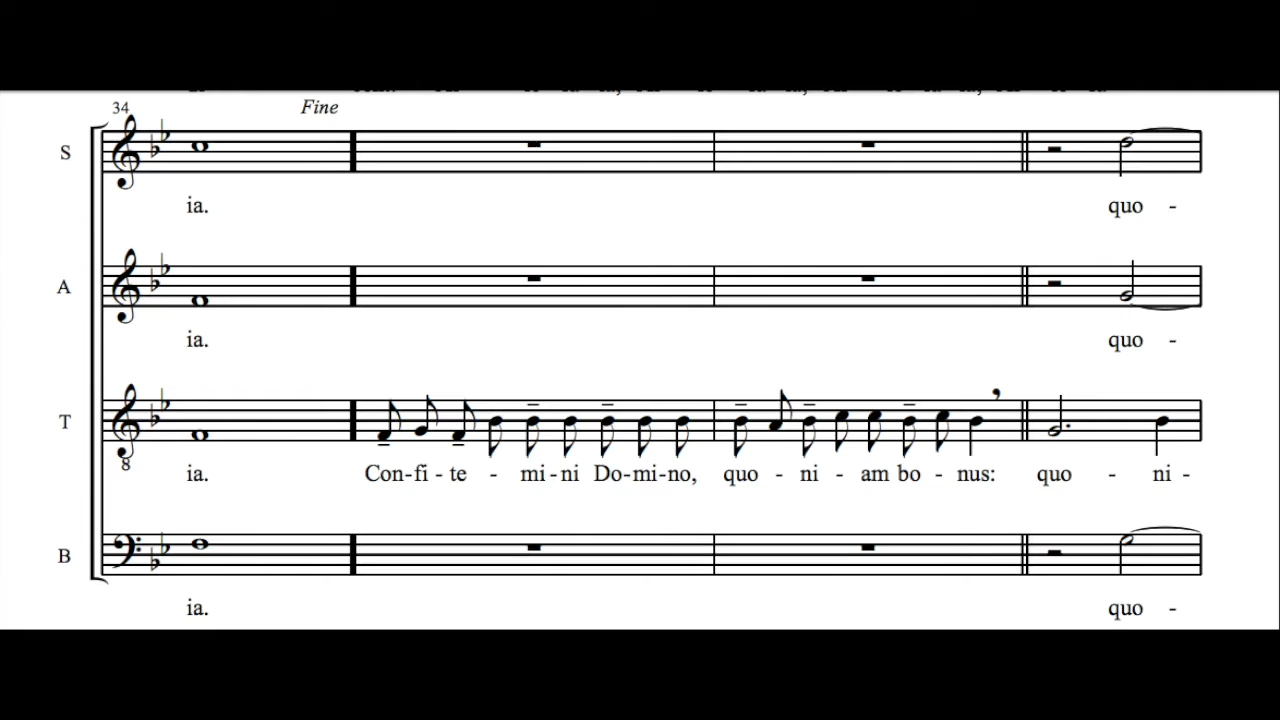 34 Fine
S
ia. quo -
A
ia. quo -
T
8
ia. Con-fi-te - mi-ni Do-mi-no, quo - ni - am bo - nus: quo - ni -
B
ia. quo -